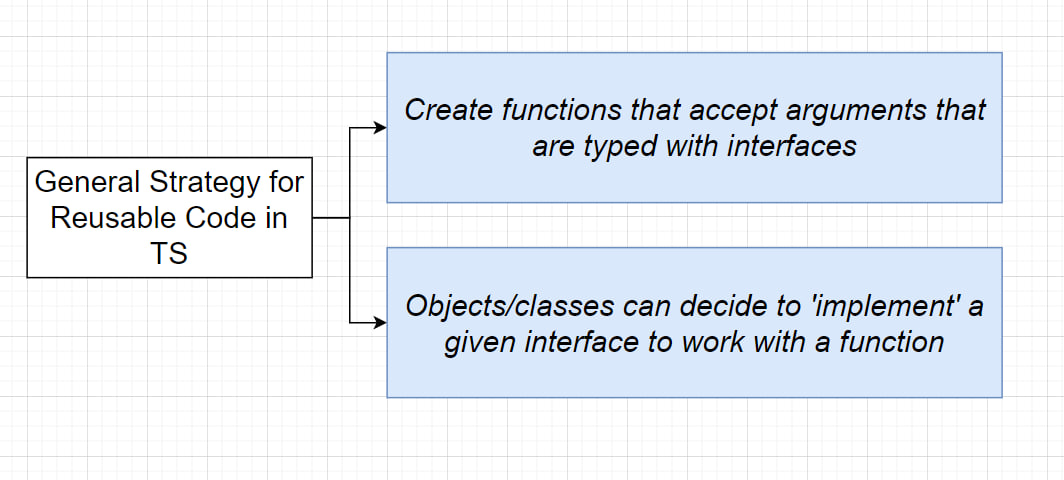 General Strategy for
Reusable Code in
TS
Create functions that accept arguments that
are typed with interfaces
Objects/classes can decide to 'implement' a
given interface to work with a function